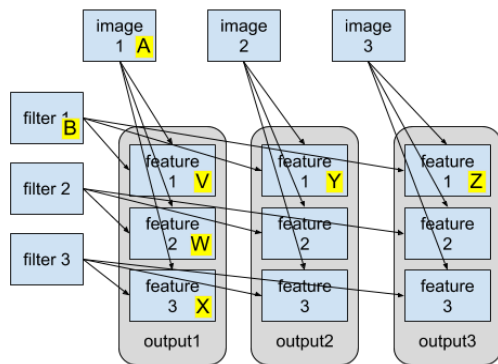 image
1 A
image
2
image
3
filter 1
B
filter 2
filter 3
feature
1 V
feature
2 W
feature
3 X
output1
feature
1 Y
feature
2
feature
3
output2
feature
1 Z
feature
2
feature
3
output3